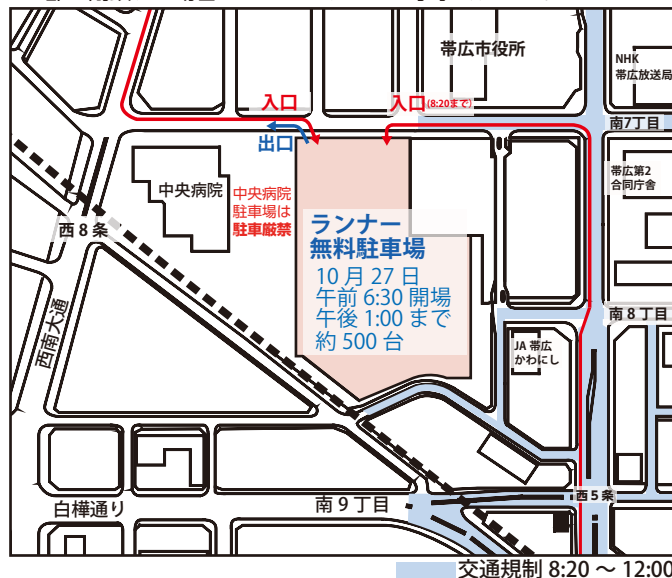 帯広市役所
NHK
帯広放送局
入口
入口(8:20まで)
出口
南7丁目
中央病院
中央病院
駐車場は
駐車厳禁
帯広第2
合同庁舎
ランナー
無料駐車場
10月27日
午前6:30開場
午後1:00まで
約500台
西8条
西南大通
南8丁目
JA帯広
かわにし
白樺通り
南9丁目
西5条
交通規制 8:20 ~ 12:00